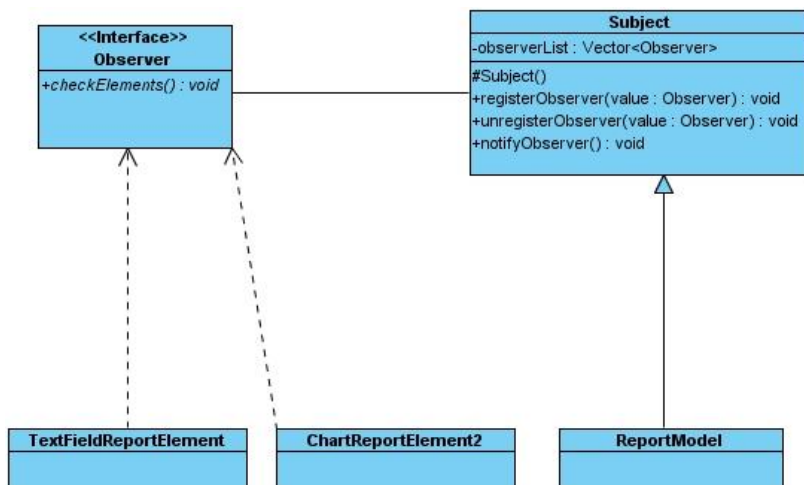 <<Interface>>
Observer
+checkElements() : void
Subject
-observerList : Vector<Observer>
#Subject()
+registerObserver(value : Observer) : void
+unregisterObserver(value : Observer) : void
+notifyObserver() : void
TextFieldReportElement
ChartReportElement2
ReportModel